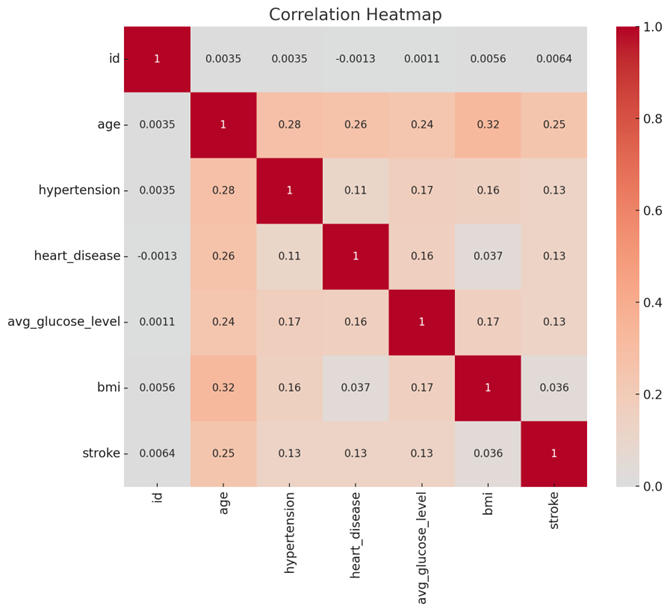 Correlation Heatmap
id 1 0.0035 0.0035 -0.0013 0.0011 0.0056 0.0064
age 0.0035 1 0.28 0.26 0.24 0.32 0.25
hypertension 0.0035 0.28 1 0.11 0.17 0.16 0.13
heart_disease -0.0013 0.26 0.11 1 0.16 0.037 0.13
avg_glucose_level 0.0011 0.24 0.17 0.16 1 0.17 0.13
bmi 0.0056 0.32 0.16 0.037 0.17 1 0.036
stroke 0.0064 0.25 0.13 0.13 0.13 0.036 1
id age hypertension heart_disease avg_glucose_level bmi stroke
1.0
0.8
0.6
0.4
0.2
0.0